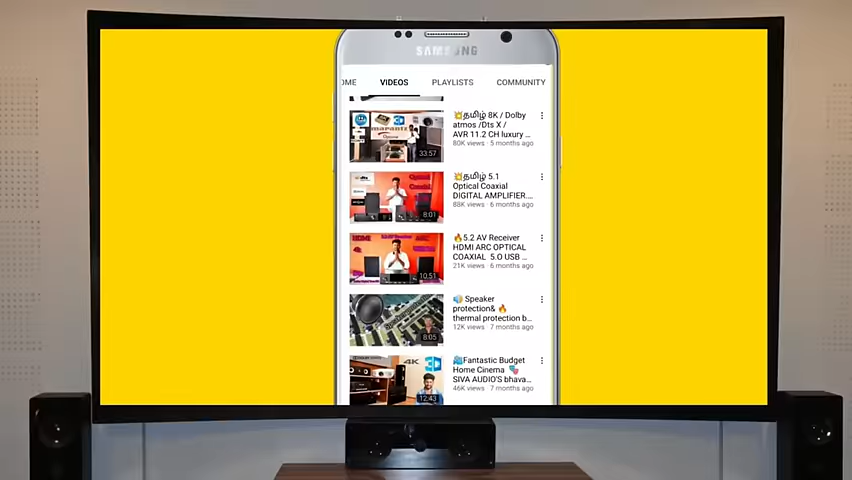 SAMSUNG
OME VIDEOS PLAYLISTS COMMUNITY
💥தமிழ் 8K / Dolby
atmos /Dts X /
AVR 11.2 CH luxury ...
80K views · 5 months ago
marantz
33:57
💥தமிழ் 5.1
Optical Coaxial
DIGITAL AMPLIFIER....
88K views · 6 months ago
Optical
Coaxial
8:01
🔥5.2 AV Receiver
HDMI ARC OPTICAL
COAXIAL 5.O USB ...
21K views · 6 months ago
10:51
🔊 Speaker
protection& 🔥
thermal protection b...
12K views · 7 months ago
8:05
Fantastic Budget
Home Cinema 🎭
SIVA AUDIO'S bhava...
46K views · 7 months ago
4K
12:43